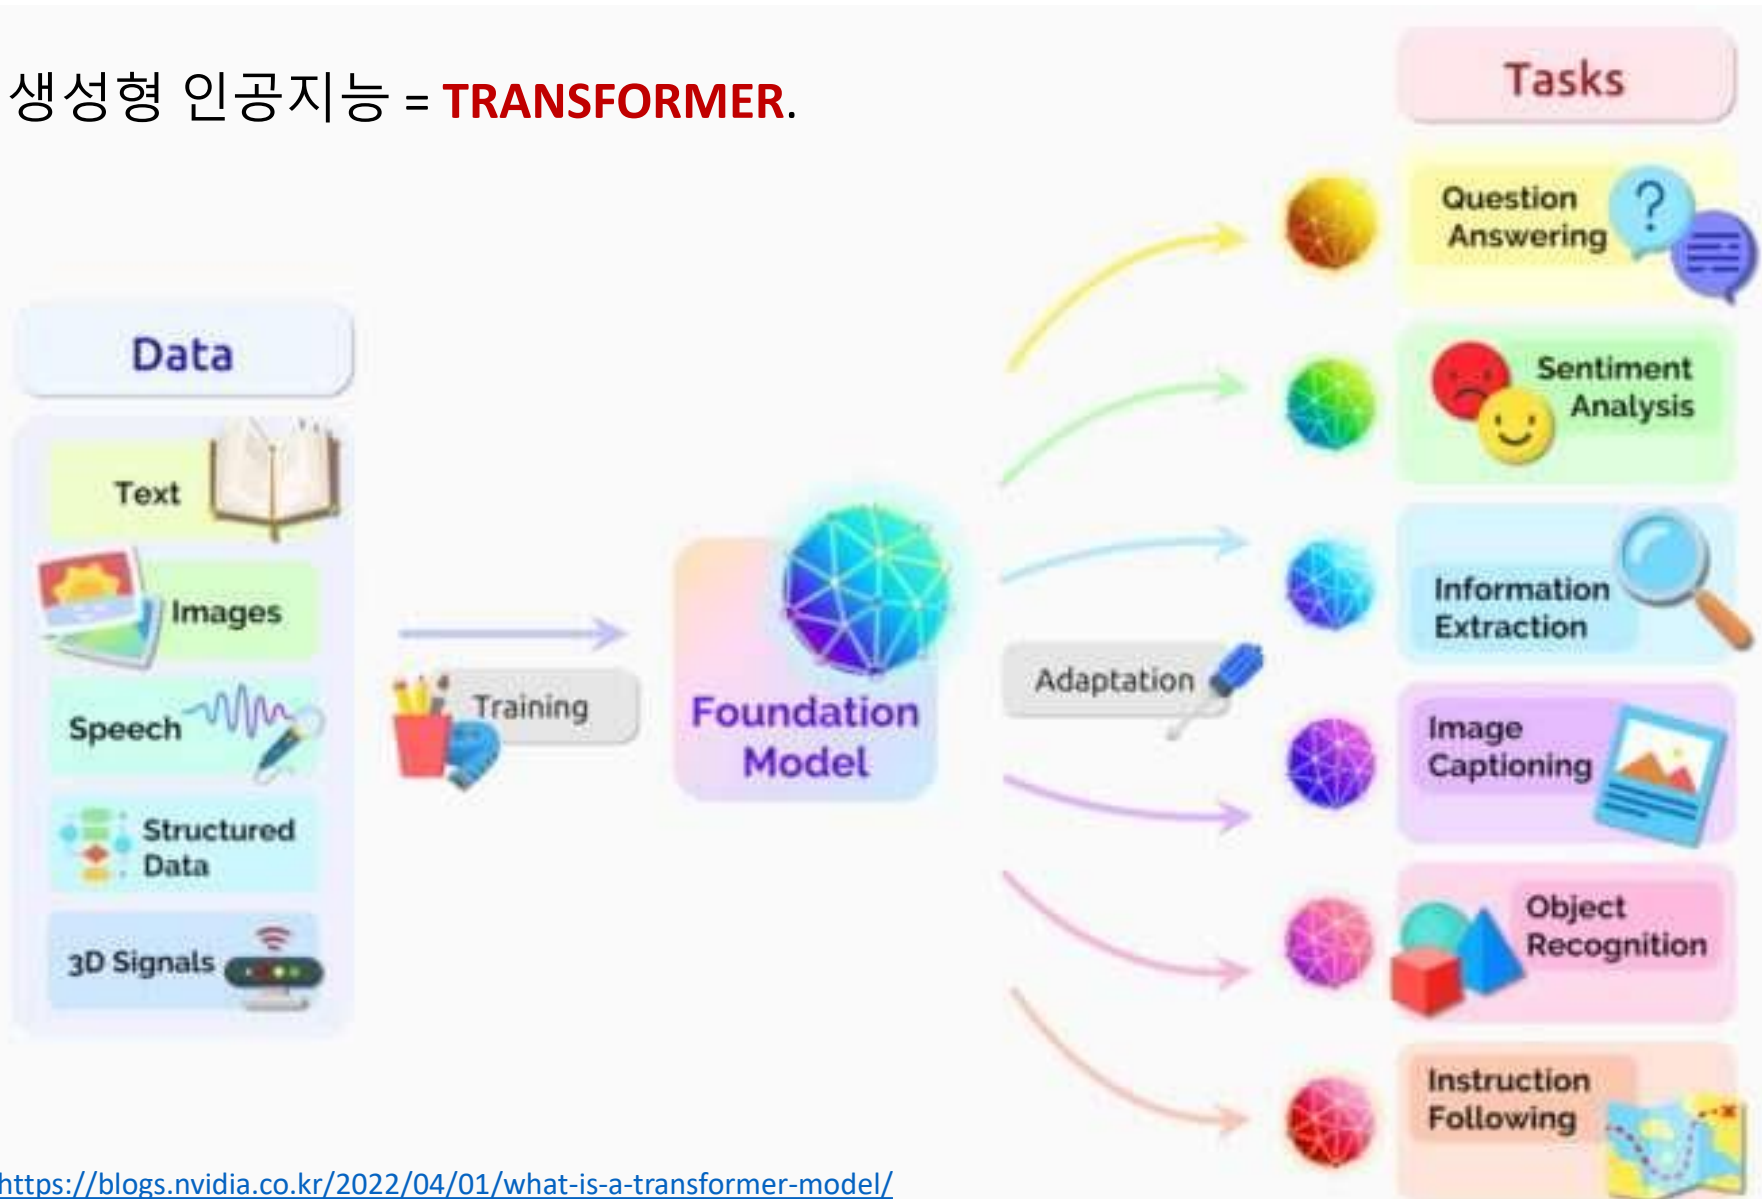 생성형 인공지능 = TRANSFORMER.
Data
Text
Images
Speech
Structured
Data
3D Signals
Training
Foundation
Model
Adaptation
Tasks
Question
Answering
Sentiment
Analysis
Information
Extraction
Image
Captioning
Object
Recognition
Instruction
Following
https://blogs.nvidia.co.kr/2022/04/01/what-is-a-transformer-model/